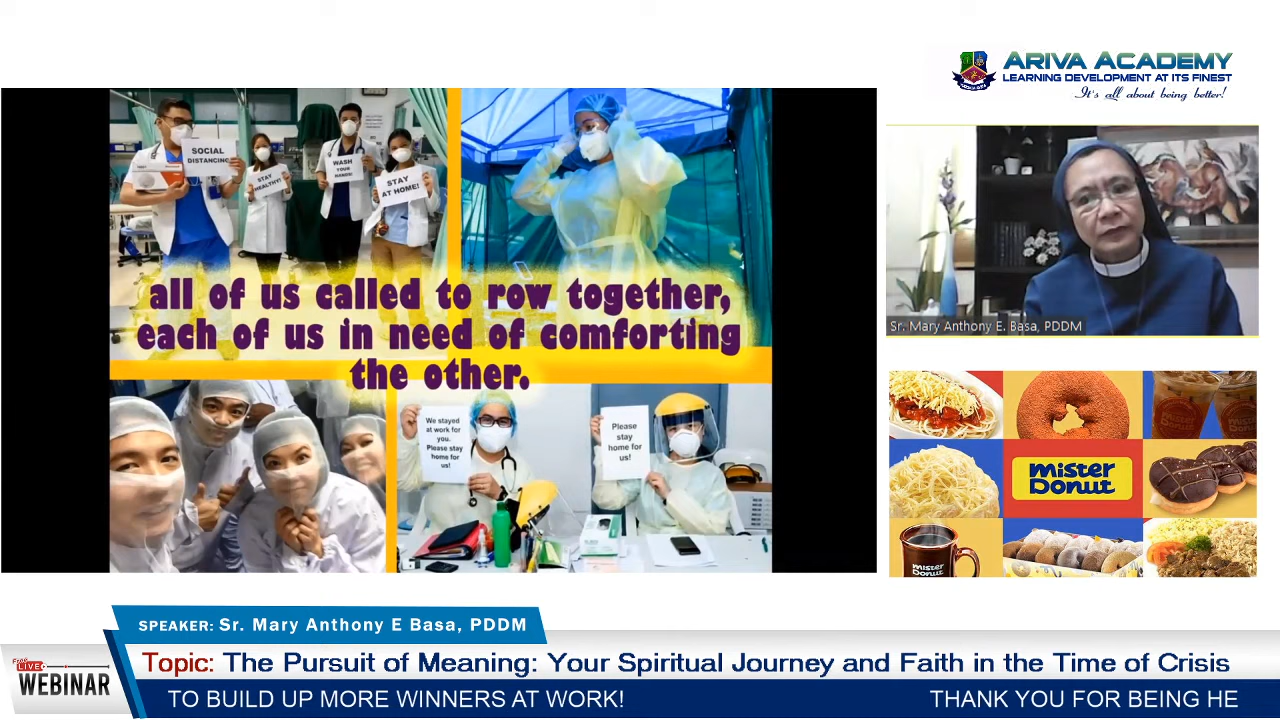 ARIVA ACADEMY
LEARNING DEVELOPMENT AT ITS FINEST
It's all about being better!
SOCIAL
DISTANCING
STAY
HEALTHY!
WASH
YOUR
HANDS!
STAY
AT HOME!
all of us called to row together,
each of us in need of comforting
the other.
We stayed
at work for
you.
Please stay
home for
us!
Please
stay
home for
us!
Sr. Mary Anthony E. Basa, PDDM
mister
Donut
mister
Donut
SPEAKER: Sr. Mary Anthony E Basa, PDDM
Free
LIVE
WEBINAR
Topic: The Pursuit of Meaning: Your Spiritual Journey and Faith in the Time of Crisis
TO BUILD UP MORE WINNERS AT WORK! THANK YOU FOR BEING HE